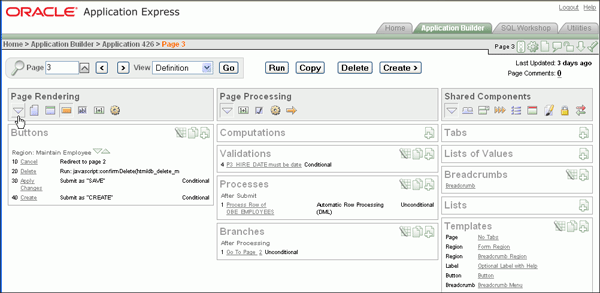 ORACLE Application Express
Logout Help
Home Application Builder SQL Workshop Utilities
Home > Application Builder > Application 426 > Page 3
Page 3
Page 3 View Definition Go Run Copy Delete Create >
Last Updated: 3 days ago
Page Comments: 0
Page Rendering
Buttons
Region: Maintain Employee
10 Cancel Redirect to page 2
20 Delete Run: javascript:confirmDelete(htmldb_delete_m
30 Apply Changes Submit as "SAVE" Conditional
40 Create Submit as "CREATE" Conditional
Page Processing
Computations
Validations
4 P3_HIRE_DATE must be date Conditional
Processes
After Submit
1 Process Row of OBE_EMPLOYEES Automatic Row Processing (DML) Unconditional
Branches
After Processing
1 Go To Page 2 Unconditional
Shared Components
Tabs
Lists of Values
Breadcrumbs
Breadcrumb
Lists
Templates
Page No Tabs
Region Form Region
Region Breadcrumb Region
Label Optional Label with Help
Button Button
Breadcrumb Breadcrumb Menu